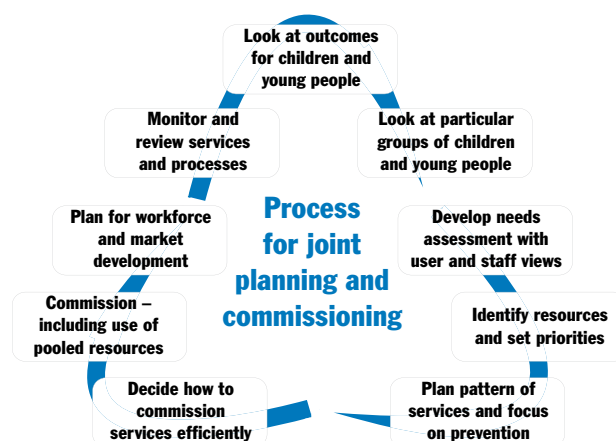 Look at outcomes
for children and
young people
Look at particular
groups of children
and young people
Develop needs
assessment with
user and staff views
Identify resources
and set priorities
Plan pattern of
services and focus
on prevention
Decide how to
commission
services efficiently
Commission –
including use of
pooled resources
Plan for workforce
and market
development
Monitor and
review services
and processes
Process
for joint
planning and
commissioning